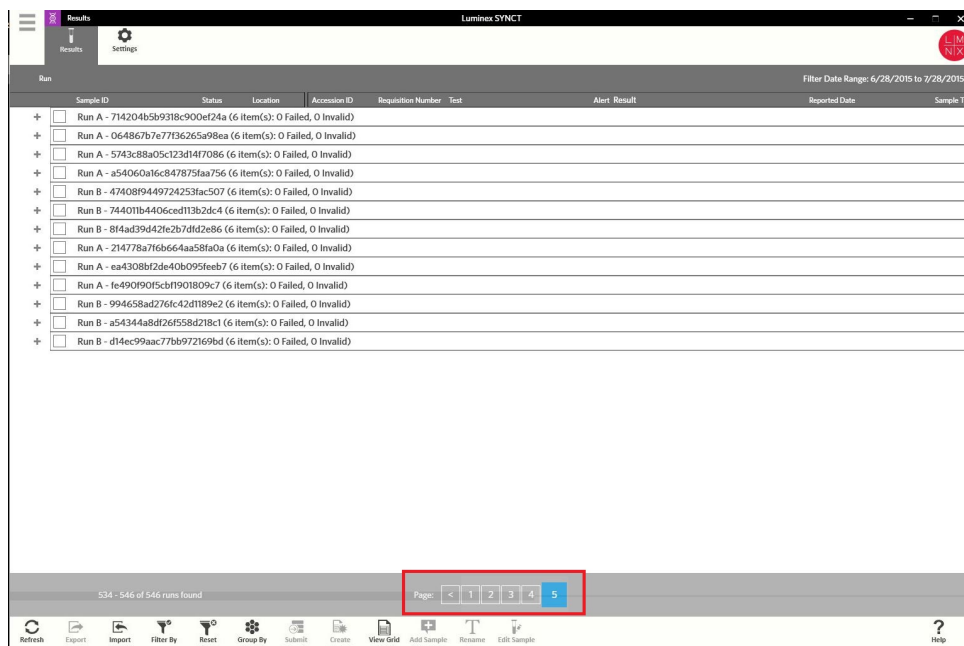 Results
Luminex SYNCT
Results
Settings
LM
NX
Run
Filter Date Range: 6/28/2015 to 7/28/2015
Sample ID Status Location Accession ID Requisition Number Test Alert Result Reported Date Sample T
Run A - 714204b5b9318c900ef24a (6 item(s): 0 Failed, 0 Invalid)
Run A - 064867b7e77f36265a98ea (6 item(s): 0 Failed, 0 Invalid)
Run A - 5743c88a05c123d14f7086 (6 item(s): 0 Failed, 0 Invalid)
Run A - a54060a16c847875faa756 (6 item(s): 0 Failed, 0 Invalid)
Run B - 47408f9449724253fac507 (6 item(s): 0 Failed, 0 Invalid)
Run B - 744011b4406ced113b2dc4 (6 item(s): 0 Failed, 0 Invalid)
Run B - 8f4ad39d42fe2b7dfd2e86 (6 item(s): 0 Failed, 0 Invalid)
Run A - 214778a7f6b664aa58fa0a (6 item(s): 0 Failed, 0 Invalid)
Run A - ea4308bf2de40b095feeb7 (6 item(s): 0 Failed, 0 Invalid)
Run A - fe490f90f5cbf1901809c7 (6 item(s): 0 Failed, 0 Invalid)
Run B - 994658ad276fc42d1189e2 (6 item(s): 0 Failed, 0 Invalid)
Run B - a54344a8df26f558d218c1 (6 item(s): 0 Failed, 0 Invalid)
Run B - d14ec99aac77bb972169bd (6 item(s): 0 Failed, 0 Invalid)
534 - 546 of 546 runs found
Page: < 1 2 3 4 5
Refresh Export Import Filter By Reset Group By Submit Create View Grid Add Sample Rename Edit Sample Help